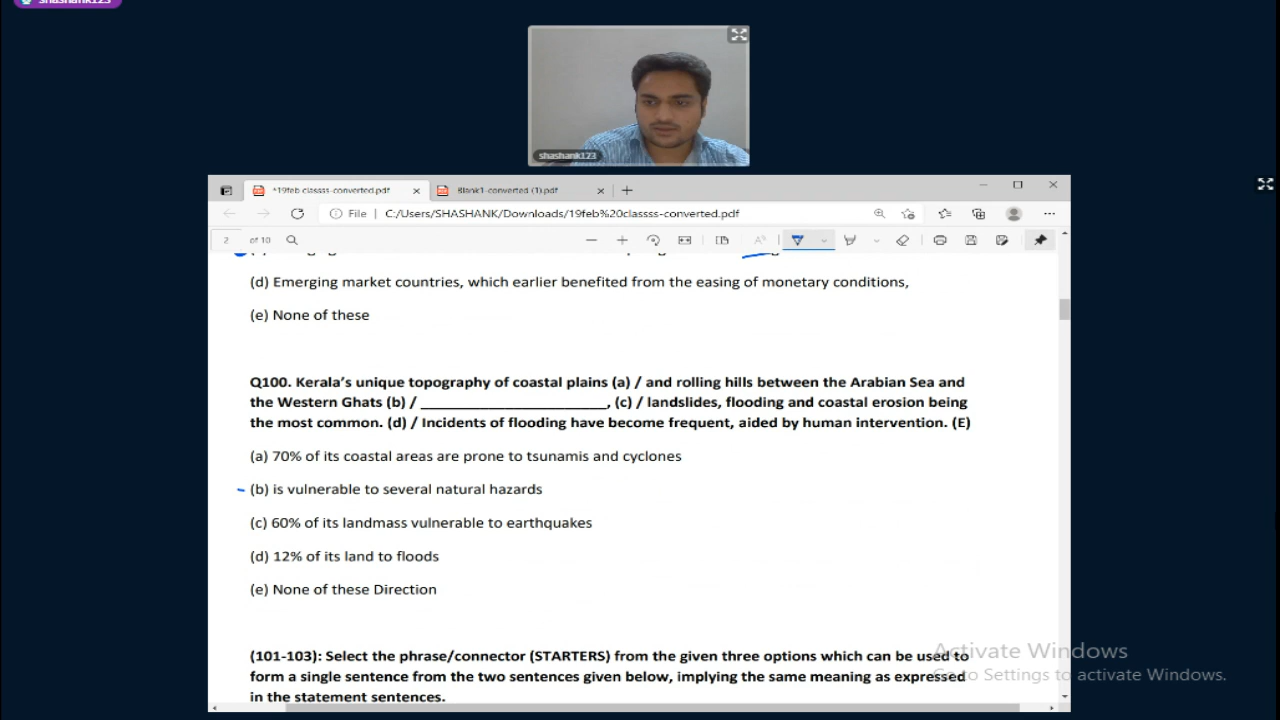 shashank123
shashank123
*19feb classss-converted.pdf
Blank1-converted (1).pdf
File | C:/Users/SHASHANK/Downloads/19feb%20classss-converted.pdf
2 of 10
(d) Emerging market countries, which earlier benefited from the easing of monetary conditions,
(e) None of these
Q100. Kerala's unique topography of coastal plains (a) / and rolling hills between the Arabian Sea and
the Western Ghats (b) / ________________________, (c) / landslides, flooding and coastal erosion being
the most common. (d) / Incidents of flooding have become frequent, aided by human intervention. (E)
(a) 70% of its coastal areas are prone to tsunamis and cyclones
(b) is vulnerable to several natural hazards
(c) 60% of its landmass vulnerable to earthquakes
(d) 12% of its land to floods
(e) None of these Direction
(101-103): Select the phrase/connector (STARTERS) from the given three options which can be used to
form a single sentence from the two sentences given below, implying the same meaning as expressed
in the statement sentences.
Activate Windows
Go to Settings to activate Windows.